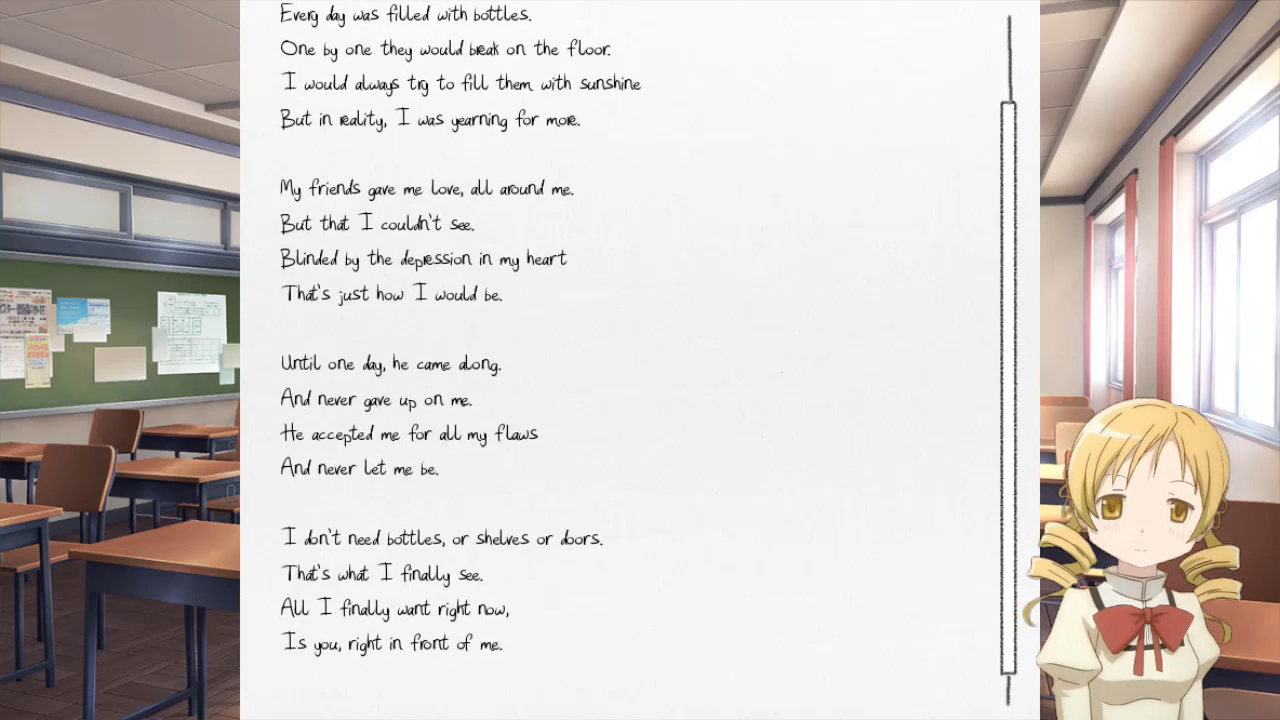 Every day was filled with bottles.
One by one they would break on the floor.
I would always try to fill them with sunshine
But in reality, I was yearning for more.
My friends gave me love, all around me.
But that I couldn't see.
Blinded by the depression in my heart
That's just how I would be.
Until one day, he came along.
And never gave up on me.
He accepted me for all my flaws
And never let me be.
I don't need bottles, or shelves or doors.
That's what I finally see.
All I finally want right now,
Is you, right in front of me.